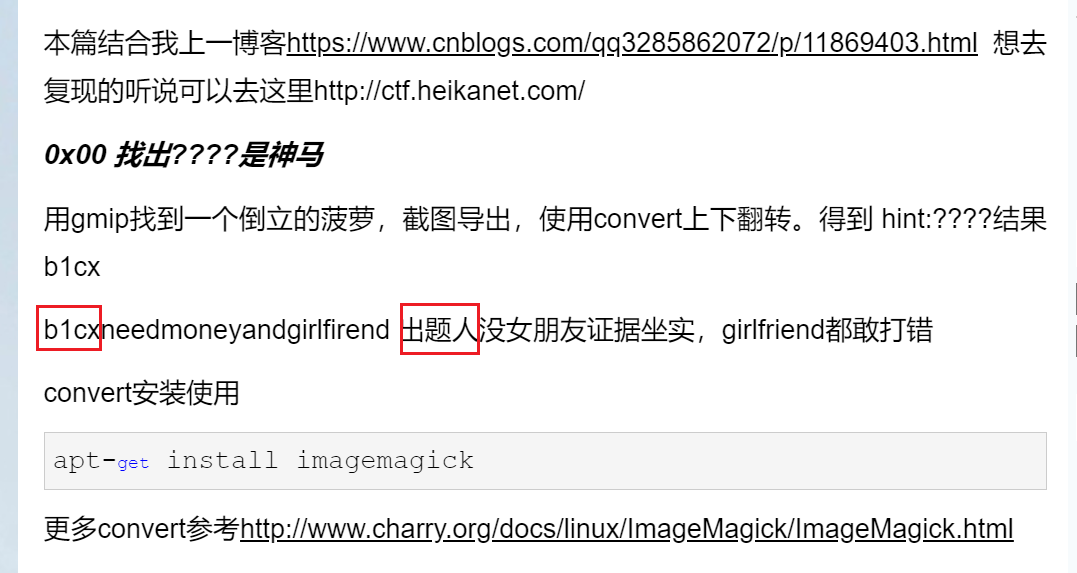 本篇结合我上一博客https://www.cnblogs.com/qq3285862072/p/11869403.html 想去
复现的听说可以去这里http://ctf.heikanet.com/
0x00 找出????是神马
用gmip找到一个倒立的菠萝，截图导出，使用convert上下翻转。得到 hint:????结果
b1cx
b1cxneedmoneyandgirlfirend 出题人没女朋友证据坐实，girlfriend都敢打错
convert安装使用
apt-get install imagemagick
更多convert参考http://www.charry.org/docs/linux/ImageMagick/ImageMagick.html